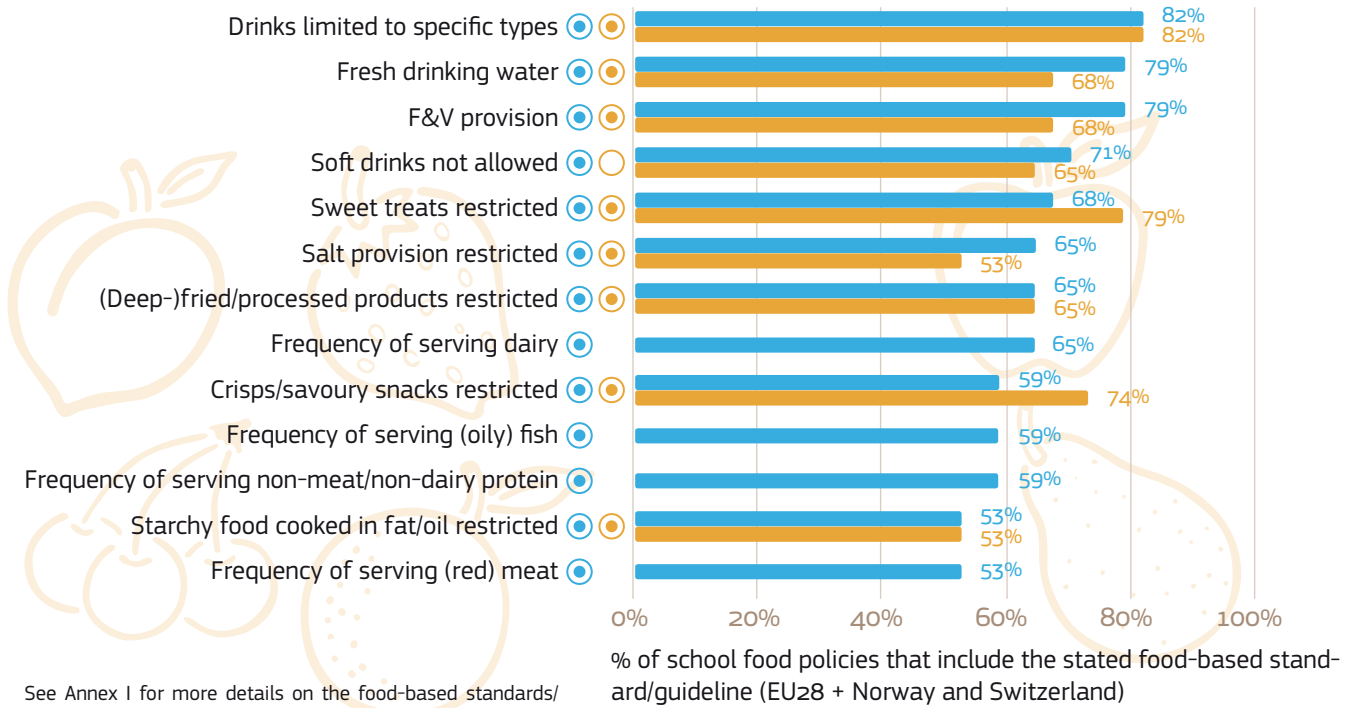 Drinks limited to specific types 82%
82%
Fresh drinking water 79%
68%
F&V provision 79%
68%
Soft drinks not allowed 71%
65%
Sweet treats restricted 68%
79%
Salt provision restricted 65%
53%
(Deep-)fried/processed products restricted 65%
65%
Frequency of serving dairy 65%
Crisps/savoury snacks restricted 59%
74%
Frequency of serving (oily) fish 59%
Frequency of serving non-meat/non-dairy protein 59%
Starchy food cooked in fat/oil restricted 53%
53%
Frequency of serving (red) meat 53%
0% 20% 40% 60% 80% 100%
% of school food policies that include the stated food-based stand-
ard/guideline (EU28 + Norway and Switzerland)
See Annex I for more details on the food-based standards/